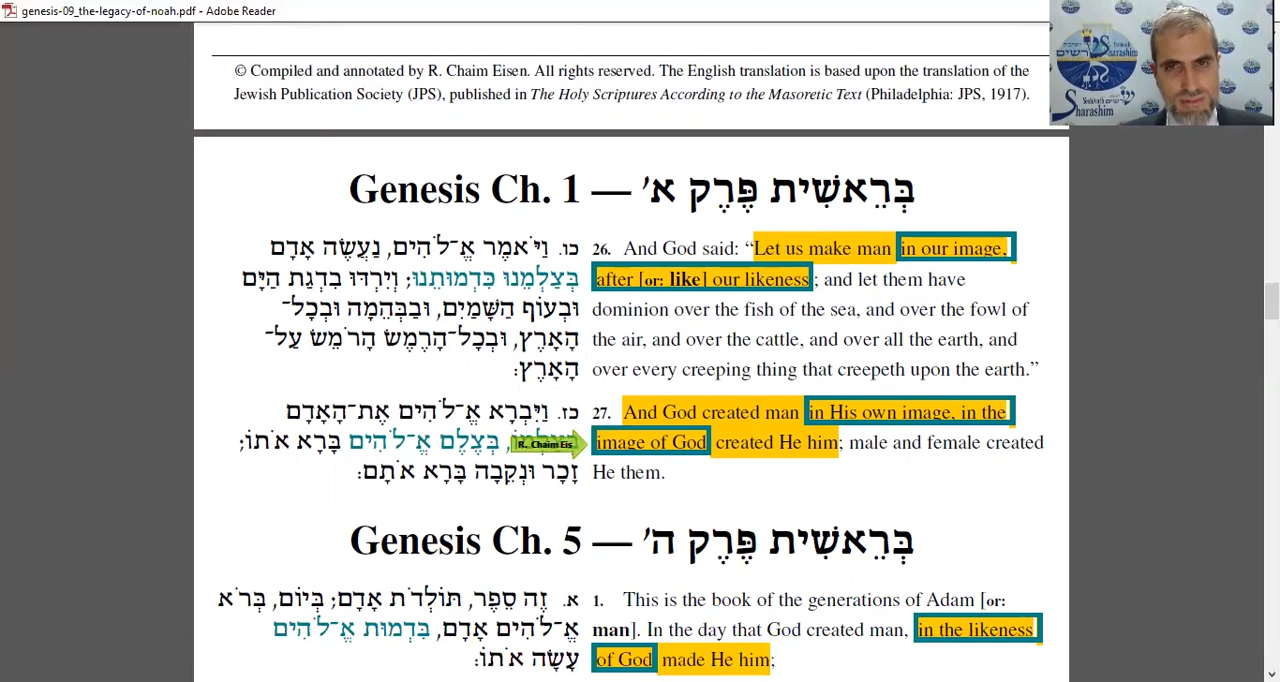 genesis-09_the-legacy-of-noah.pdf - Adobe Reader
Sharashim
שרשים
Yeshivath שרשים
Sharashim
© Compiled and annotated by R. Chaim Eisen. All rights reserved. The English translation is based upon the translation of the
Jewish Publication Society (JPS), published in The Holy Scriptures According to the Masoretic Text (Philadelphia: JPS, 1917).
Genesis Ch. 1 — בְּרֵאשִׁית פֶּרֶק א׳
כו. וַיֹּאמֶר אֱ־לֹהִים, נַעֲשֶׂה אָדָם
בְּצַלְמֵנוּ כִּדְמוּתֵנוּ; וְיִרְדּוּ בִדְגַת הַיָּם
וּבְעוֹף הַשָּׁמַיִם, וּבַבְּהֵמָה וּבְכָל־
הָאָרֶץ, וּבְכָל־הָרֶמֶשׂ הָרֹמֵשׂ עַל־
הָאָרֶץ:
26. And God said: “Let us make man in our image,
after [or: like] our likeness; and let them have
dominion over the fish of the sea, and over the fowl of
the air, and over the cattle, and over all the earth, and
over every creeping thing that creepeth upon the earth.”
כז. וַיִּבְרָא אֱ־לֹהִים אֶת־הָאָדָם
בְּצֶלֶם אֱ־לֹהִים בָּרָא אֹתוֹ;
זָכָר וּנְקֵבָה בָּרָא אֹתָם:
R. Chaim Eis
27. And God created man in His own image, in the
image of God created He him; male and female created
He them.
Genesis Ch. 5 — בְּרֵאשִׁית פֶּרֶק ה׳
א. זֶה סֵפֶר, תּוֹלְדֹת אָדָם; בְּיוֹם, בְּרֹא
אֱ־לֹהִים אָדָם, בִּדְמוּת אֱ־לֹהִים
עָשָׂה אֹתוֹ:
1. This is the book of the generations of Adam [or:
man]. In the day that God created man, in the likeness
of God made He him;